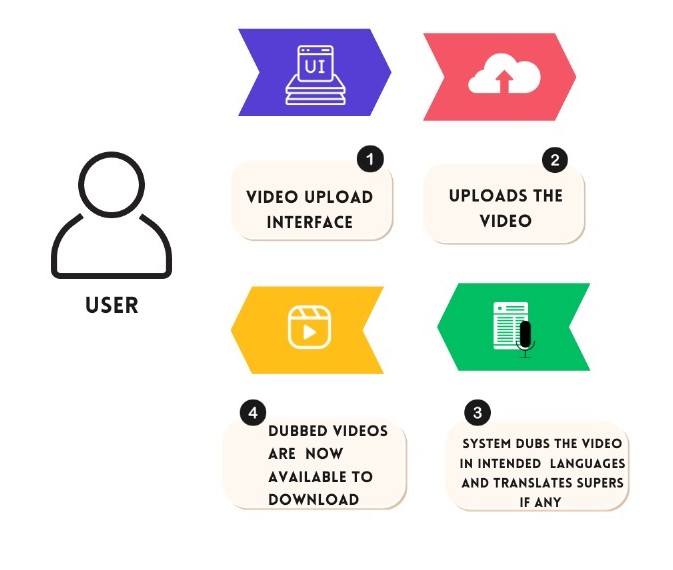 UI
1
VIDEO UPLOAD
INTERFACE
2
UPLOADS THE
VIDEO
USER
3
SYSTEM DUBS THE VIDEO
IN INTENDED LANGUAGES
AND TRANSLATES SUPERS
IF ANY
4
DUBBED VIDEOS
ARE NOW
AVAILABLE TO
DOWNLOAD